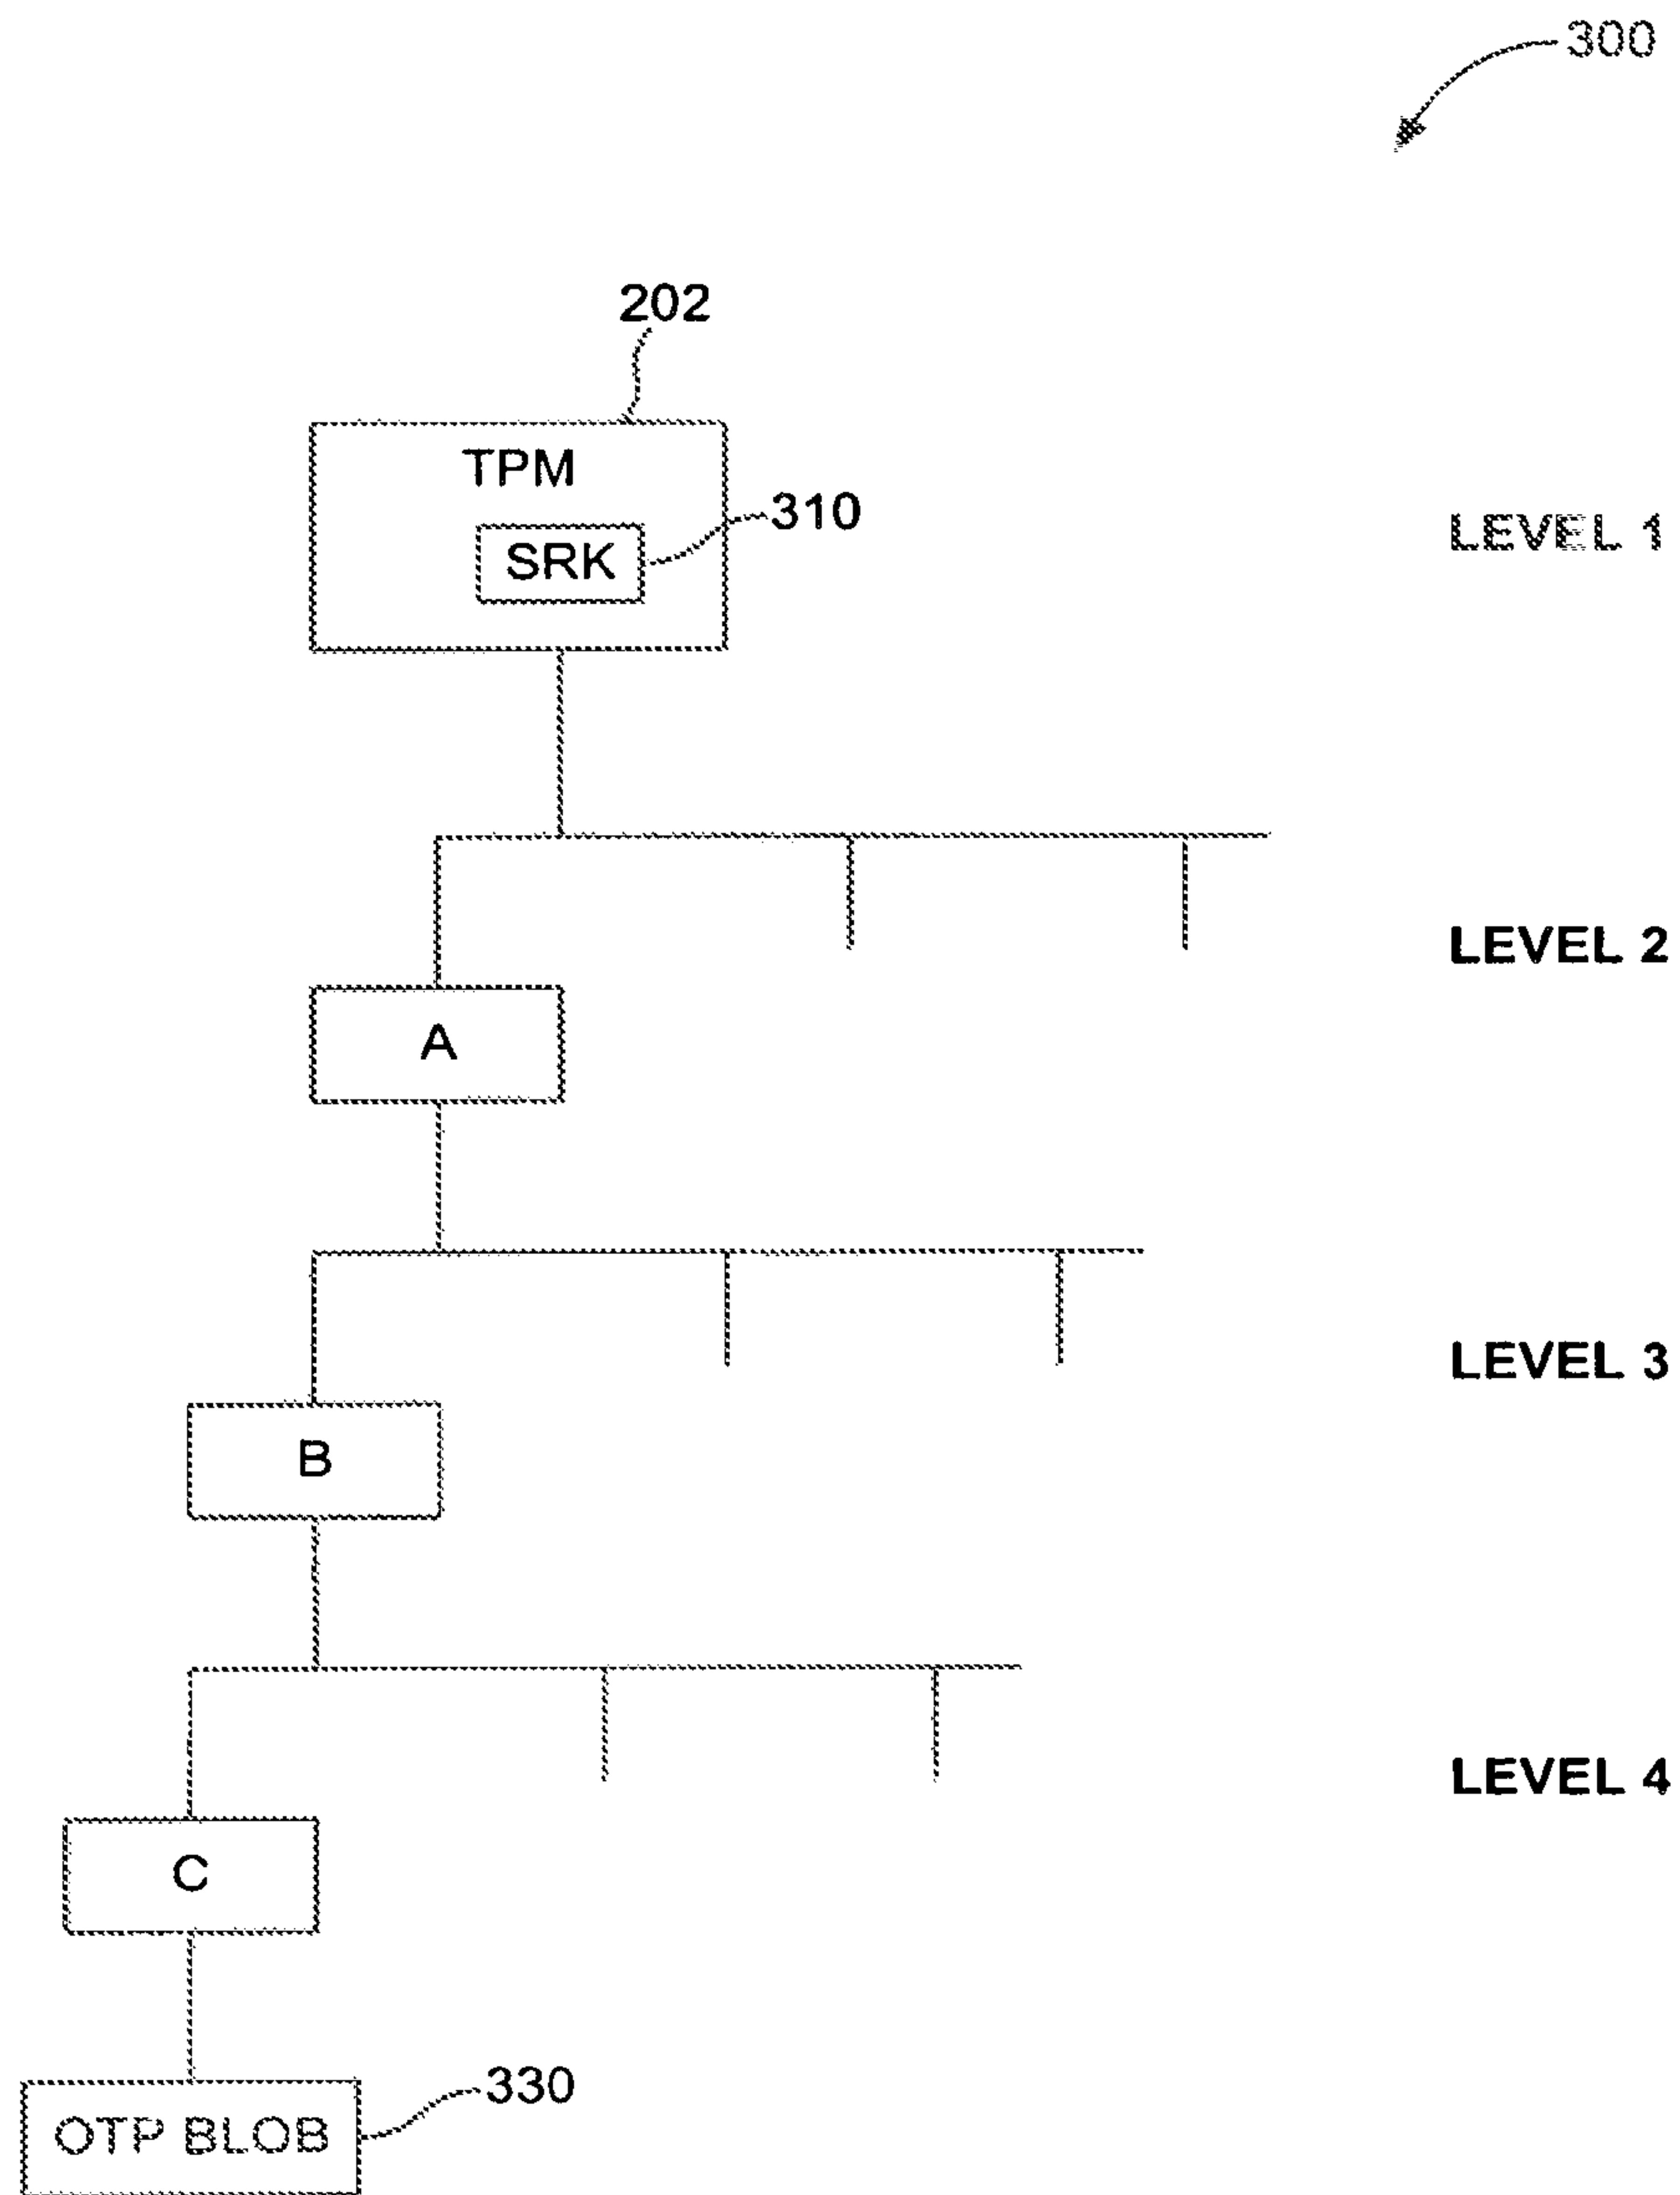 300
202
TPM
310
SRK
LEVEL 1
LEVEL 2
A
LEVEL 3
B
LEVEL 4
C
330
OTP BLOB